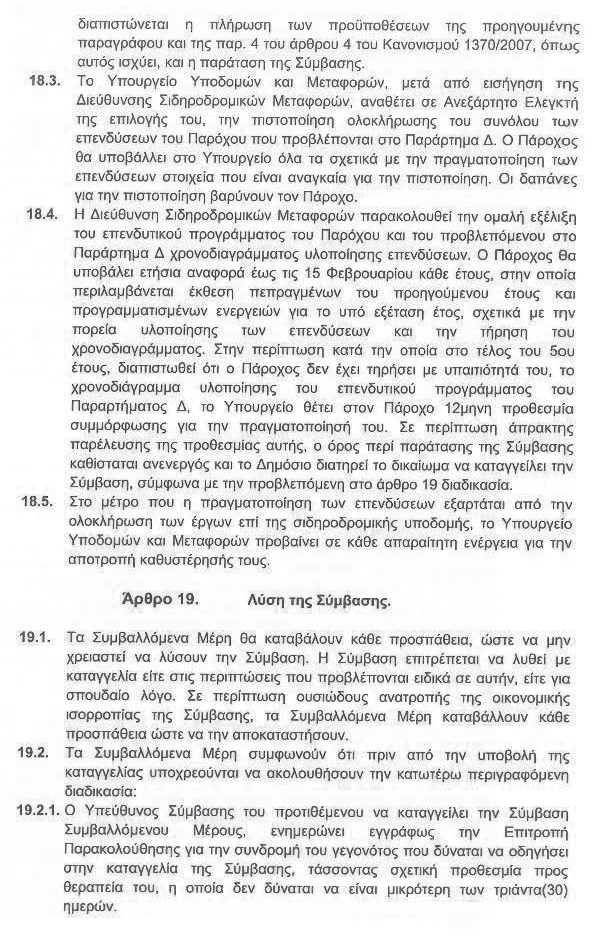 διαπιστώνεται η πλήρωση των προϋποθέσεων της προηγουμένης
παραγράφου και της παρ. 4 του άρθρου 4 του Κανονισμού 1370/2007, όπως
αυτός ισχύει, και η παράταση της Σύμβασης.
18.3. Το Υπουργείο Υποδομών και Μεταφορών, μετά από εισήγηση της
Διεύθυνσης Σιδηροδρομικών Μεταφορών, αναθέτει σε Ανεξάρτητο Ελεγκτή
της επιλογής του, την πιστοποίηση ολοκλήρωσης του συνόλου των
επενδύσεων του Παρόχου που προβλέπονται στο Παράρτημα Δ. Ο Πάροχος
θα υποβάλλει στο Υπουργείο όλα τα σχετικά με την πραγματοποίηση των
επενδύσεων στοιχεία που είναι αναγκαία για την πιστοποίηση. Οι δαπάνες
για την πιστοποίηση βαρύνουν τον Πάροχο.
18.4. Η Διεύθυνση Σιδηροδρομικών Μεταφορών παρακολουθεί την ομαλή εξέλιξη
του επενδυτικού προγράμματος του Παρόχου και του προβλεπόμενου στο
Παράρτημα Δ χρονοδιαγράμματος υλοποίησης επενδύσεων. Ο Πάροχος θα
υποβάλει ετήσια αναφορά έως τις 15 Φεβρουαρίου κάθε έτους, στην οποία
περιλαμβάνεται έκθεση πεπραγμένων του προηγούμενου έτους και
προγραμματισμένων ενεργειών για το υπό εξέταση έτος, σχετικά με την
πορεία υλοποίησης των επενδύσεων και την τήρηση του
χρονοδιαγράμματος. Στην περίπτωση κατά την οποία στο τέλος του 5ου
έτους, διαπιστωθεί ότι ο Πάροχος δεν έχει τηρήσει με υπαιτιότητά του, το
χρονοδιάγραμμα υλοποίησης του επενδυτικού προγράμματος του
Παραρτήματος Δ, το Υπουργείο θέτει στον Πάροχο 12μηνη προθεσμία
συμμόρφωσης για την πραγματοποίησή του. Σε περίπτωση άπρακτης
παρέλευσης της προθεσμίας αυτής, ο όρος περί παράτασης της Σύμβασης
καθίσταται ανενεργός και το Δημόσιο διατηρεί το δικαίωμα να καταγγείλει την
Σύμβαση, σύμφωνα με την προβλεπόμενη στο άρθρο 19 διαδικασία.
18.5. Στο μέτρο που η πραγματοποίηση των επενδύσεων εξαρτάται από την
ολοκλήρωση των έργων επί της σιδηροδρομικής υποδομής, το Υπουργείο
Υποδομών και Μεταφορών προβαίνει σε κάθε απαραίτητη ενέργεια για την
αποτροπή καθυστέρησής τους.
Άρθρο 19. Λύση της Σύμβασης.
19.1. Τα Συμβαλλόμενα Μέρη θα καταβάλουν κάθε προσπάθεια, ώστε να μην
χρειαστεί να λύσουν την Σύμβαση. Η Σύμβαση επιτρέπεται να λυθεί με
καταγγελία είτε στις περιπτώσεις που προβλέπονται ειδικά σε αυτήν, είτε για
σπουδαίο λόγο. Σε περίπτωση ουσιώδους ανατροπής της οικονομικής
ισορροπίας της Σύμβασης, τα Συμβαλλόμενα Μέρη καταβάλλουν κάθε
προσπάθεια ώστε να την αποκαταστήσουν.
19.2. Τα Συμβαλλόμενα Μέρη συμφωνούν ότι πριν από την υποβολή της
καταγγελίας υποχρεούνται να ακολουθήσουν την κατωτέρω περιγραφόμενη
διαδικασία:
19.2.1. Ο Υπεύθυνος Σύμβασης του προτιθέμενου να καταγγείλει την Σύμβαση
Συμβαλλόμενου Μέρους, ενημερώνει εγγράφως την Επιτροπή
Παρακολούθησης για την συνδρομή του γεγονότος που δύναται να οδηγήσει
στην καταγγελία της Σύμβασης, τάσσοντας σχετική προθεσμία προς
θεραπεία του, η οποία δεν δύναται να είναι μικρότερη των τριάντα(30)
ημερών.